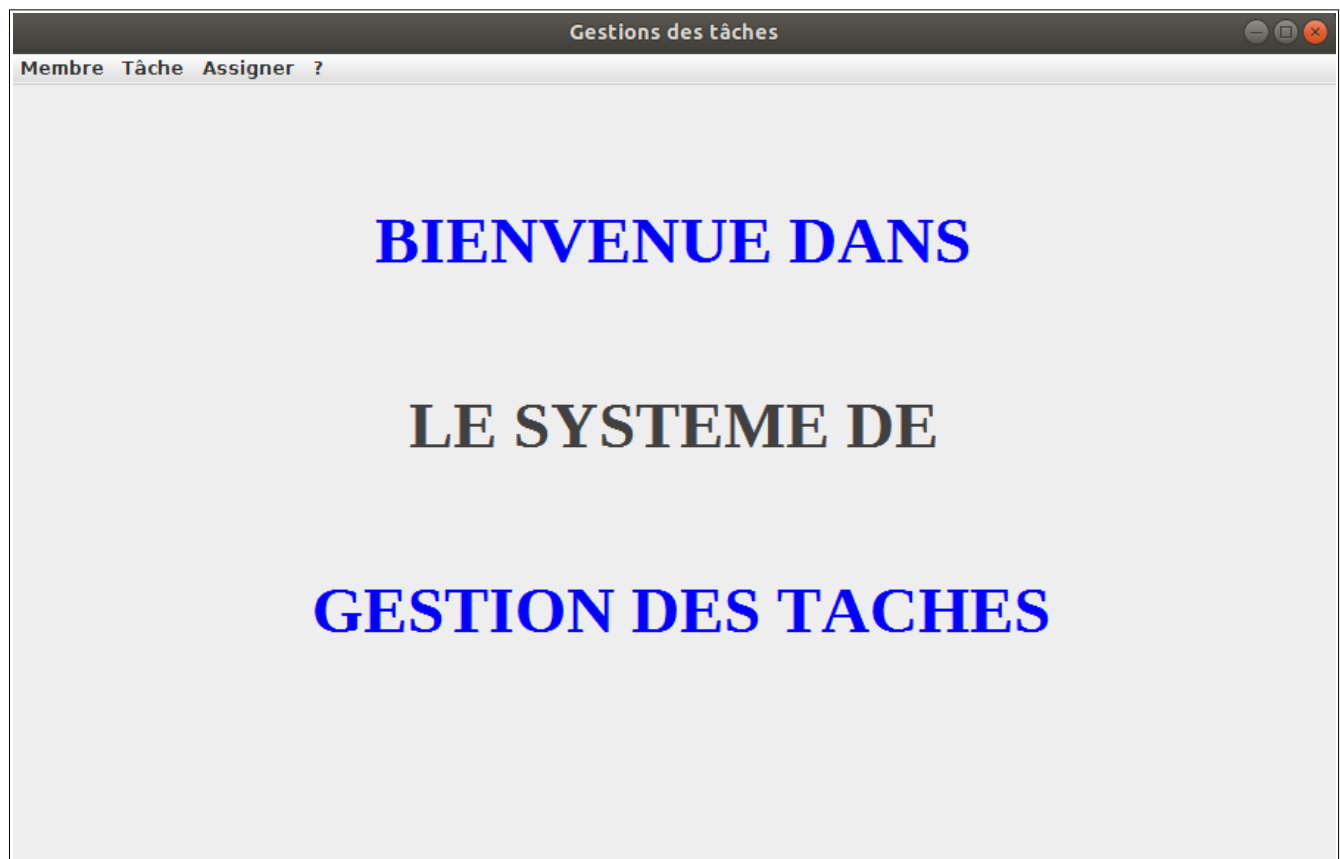 Gestions des tâches
Membre Tâche Assigner ?
BIENVENUE DANS
LE SYSTEME DE
GESTION DES TACHES